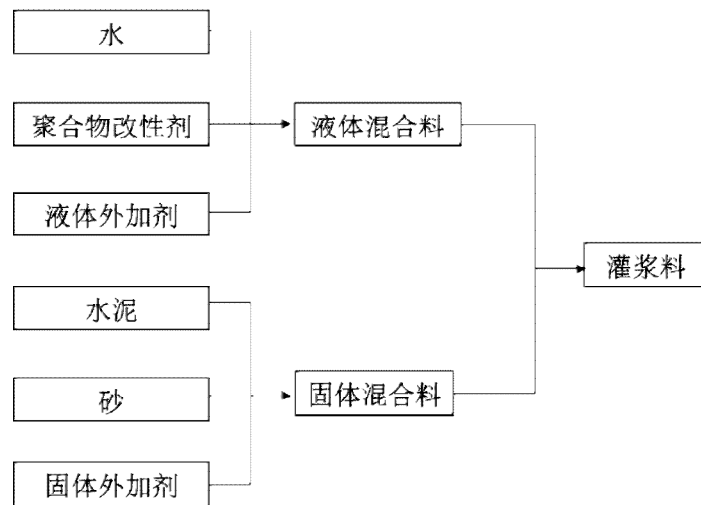 水
聚合物改性剂
液体混合料
液体外加剂
灌浆料
水泥
固体混合料
砂
固体外加剂